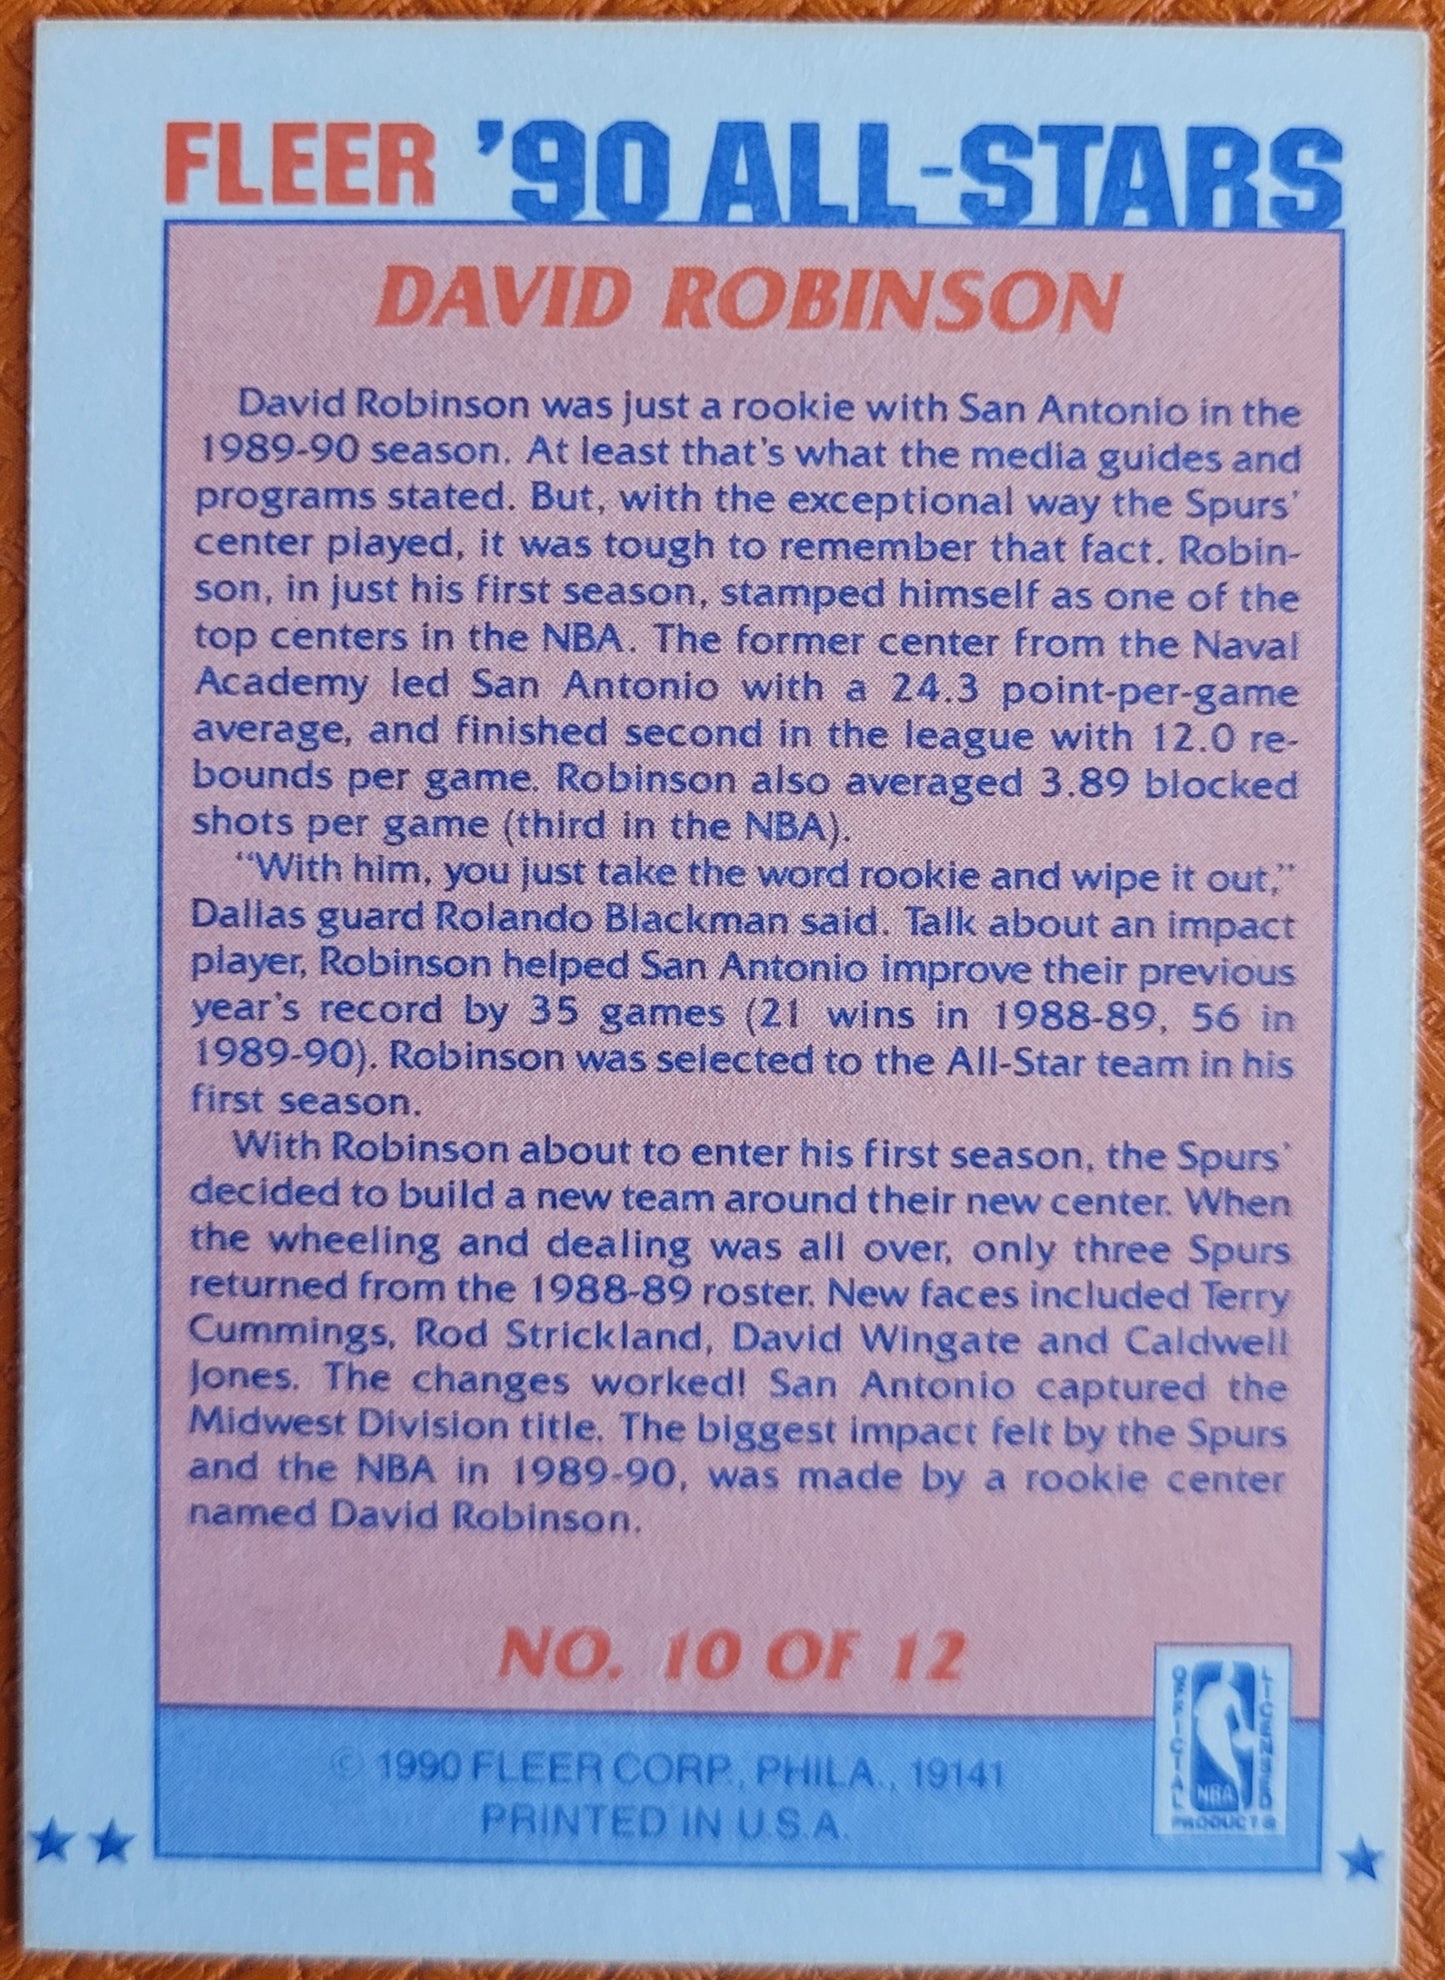 FLEER '90 ALL-STARS
DAVID ROBINSON
David Robinson was just a rookie with San Antonio in the
1989-90 season. At least that's what the media guides and
programs stated. But, with the exceptional way the Spurs'
center played, it was tough to remember that fact. Robin-
son, in just his first season, stamped himself as one of the
top centers in the NBA. The former center from the Naval
Academy led San Antonio with a 24.3 point-per-game
average, and finished second in the league with 12.0 re-
bounds per game. Robinson also averaged 3.89 blocked
shots per game (third in the NBA).
"With him, you just take the word rookie and wipe it out,"
Dallas guard Rolando Blackman said. Talk about an impact
player, Robinson helped San Antonio improve their previous
year's record by 35 games (21 wins in 1988-89, 56 in
1989-90). Robinson was selected to the All-Star team in his
first season.
With Robinson about to enter his first season, the Spurs'
decided to build a new team around their new center. When
the wheeling and dealing was all over, only three Spurs
returned from the 1988-89 roster. New faces included Terry
Cummings, Rod Strickland, David Wingate and Caldwell
Jones. The changes worked! San Antonio captured the
Midwest Division title. The biggest impact felt by the Spurs
and the NBA in 1989-90, was made by a rookie center
named David Robinson.
NO. 10 OF 12
OFFICIAL
LICENSED
NBA
PRODUCTS
© 1990 FLEER CORP., PHILA., 19141
PRINTED IN U.S.A.